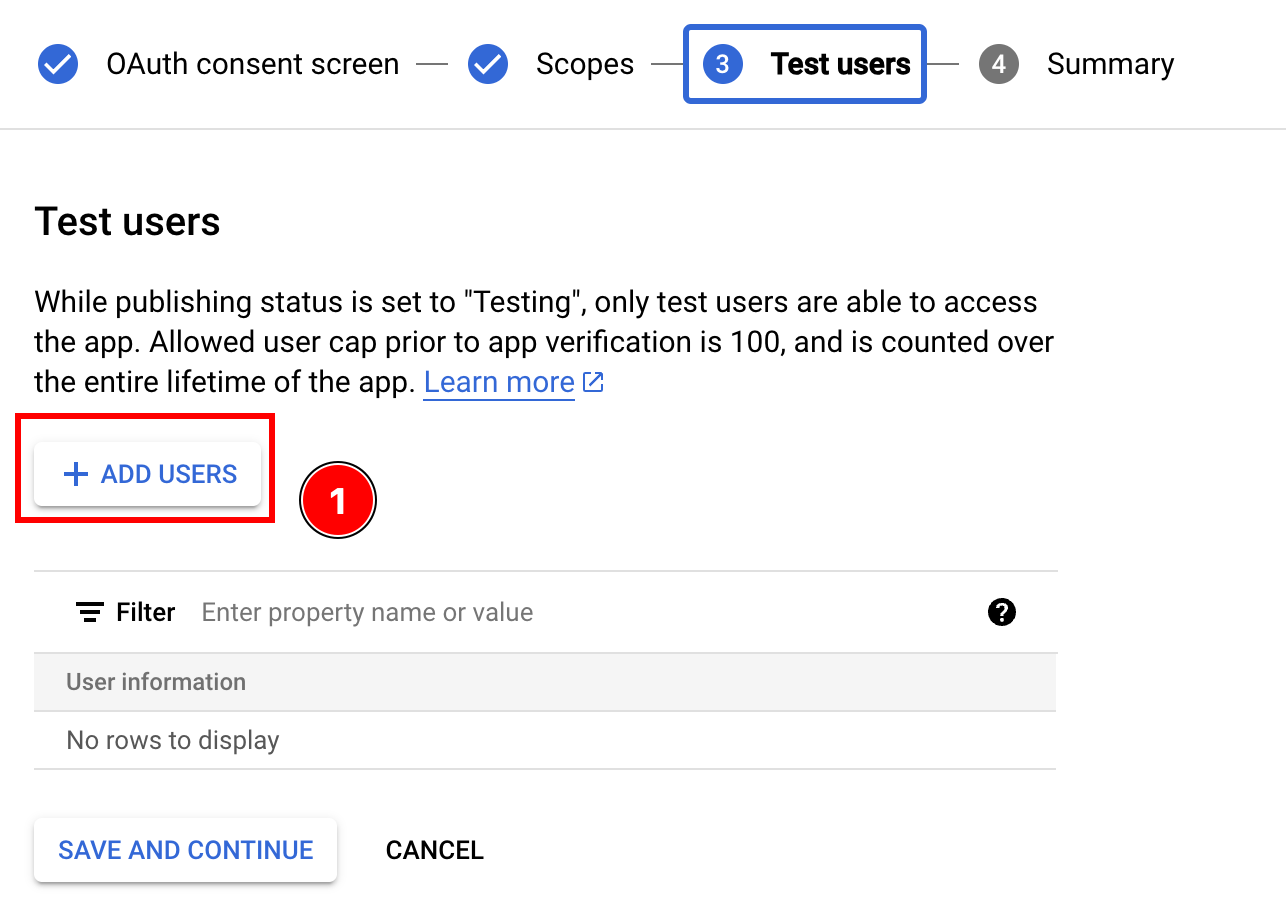 OAuth consent screen
Scopes
3 Test users
4 Summary
Test users
While publishing status is set to "Testing", only test users are able to access
the app. Allowed user cap prior to app verification is 100, and is counted over
the entire lifetime of the app. Learn more
+ ADD USERS
1
Filter Enter property name or value ?
User information
No rows to display
SAVE AND CONTINUE CANCEL